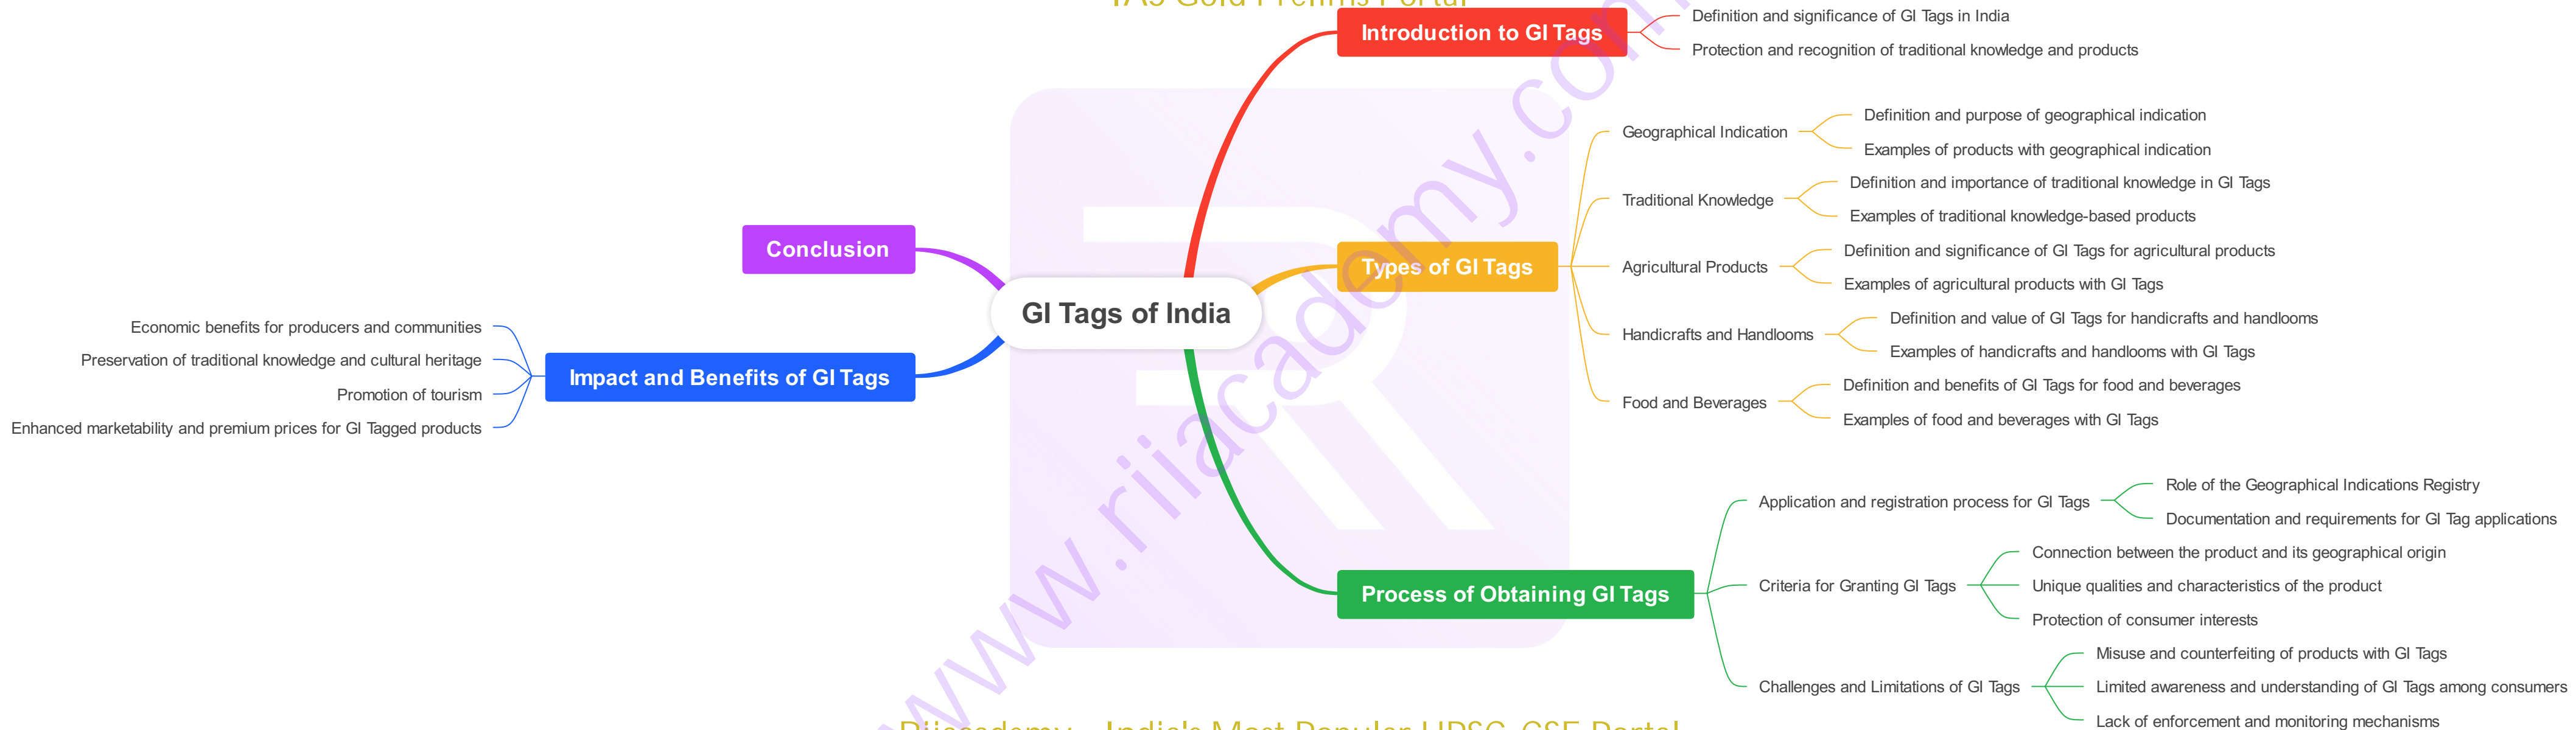 IAS Gold Prelims Portal
Introduction to GI Tags
Definition and significance of GI Tags in India
Protection and recognition of traditional knowledge and products
Types of GI Tags
Geographical Indication
Definition and purpose of geographical indication
Examples of products with geographical indication
Traditional Knowledge
Definition and importance of traditional knowledge in GI Tags
Examples of traditional knowledge-based products
Agricultural Products
Definition and significance of GI Tags for agricultural products
Examples of agricultural products with GI Tags
Handicrafts and Handlooms
Definition and value of GI Tags for handicrafts and handlooms
Examples of handicrafts and handlooms with GI Tags
Food and Beverages
Definition and benefits of GI Tags for food and beverages
Examples of food and beverages with GI Tags
GI Tags of India
Conclusion
Impact and Benefits of GI Tags
Economic benefits for producers and communities
Preservation of traditional knowledge and cultural heritage
Promotion of tourism
Enhanced marketability and premium prices for GI Tagged products
Process of Obtaining GI Tags
Application and registration process for GI Tags
Role of the Geographical Indications Registry
Documentation and requirements for GI Tag applications
Criteria for Granting GI Tags
Connection between the product and its geographical origin
Unique qualities and characteristics of the product
Protection of consumer interests
Challenges and Limitations of GI Tags
Misuse and counterfeiting of products with GI Tags
Limited awareness and understanding of GI Tags among consumers
Lack of enforcement and monitoring mechanisms
www.riiacademy.com
India's Most Popular UPSC-CSE Portal